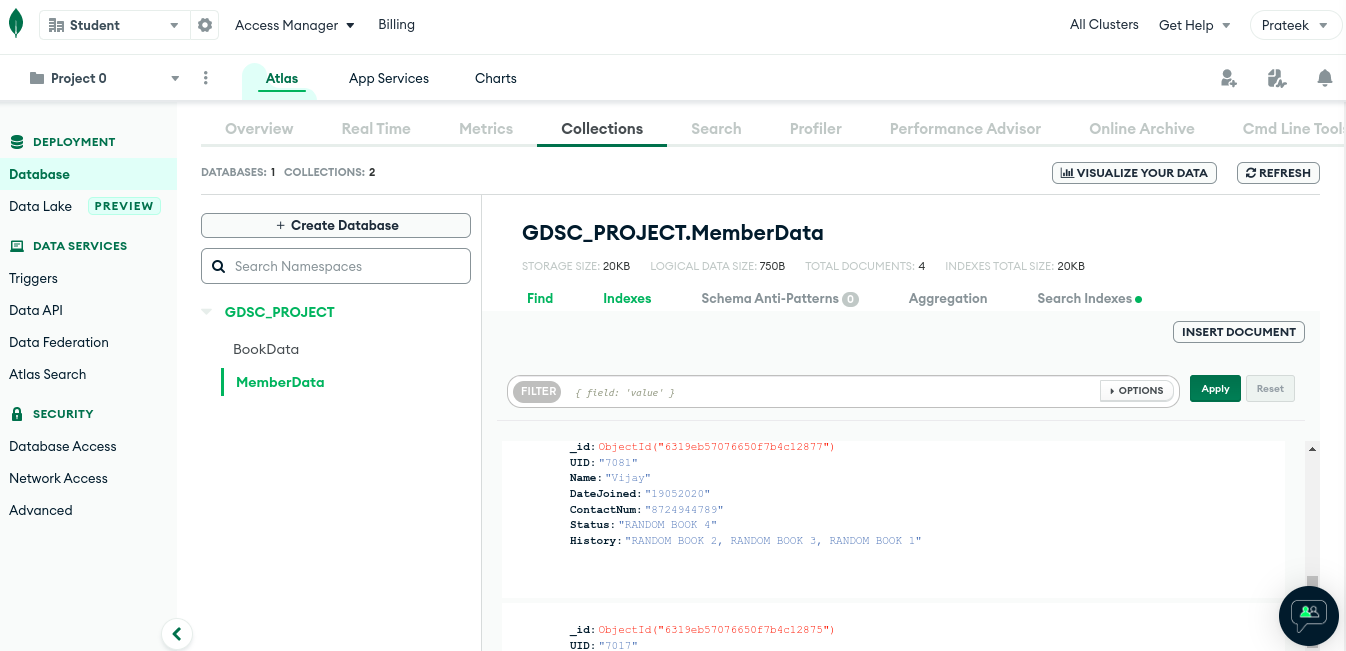 Student Access Manager Billing All Clusters Get Help Prateek
Project 0 Atlas App Services Charts
Overview Real Time Metrics Collections Search Profiler Performance Advisor Online Archive Cmd Line Tools
DEPLOYMENT
Database
Data Lake PREVIEW
DATA SERVICES
Triggers
Data API
Data Federation
Atlas Search
SECURITY
Database Access
Network Access
Advanced
DATABASES: 1 COLLECTIONS: 2
VISUALIZE YOUR DATA REFRESH
+ Create Database
Search Namespaces
GDSC_PROJECT
BookData
MemberData
GDSC_PROJECT.MemberData
STORAGE SIZE: 20KB LOGICAL DATA SIZE: 750B TOTAL DOCUMENTS: 4 INDEXES TOTAL SIZE: 20KB
Find Indexes Schema Anti-Patterns 0 Aggregation Search Indexes
INSERT DOCUMENT
FILTER { field: 'value' } OPTIONS Apply Reset
_id: ObjectId("6319eb57076650f7b4c12877")
UID: "7081"
Name: "Vijay"
DateJoined: "19052020"
ContactNum: "8724944789"
Status: "RANDOM BOOK 4"
History: "RANDOM BOOK 2, RANDOM BOOK 3, RANDOM BOOK 1"
_id: ObjectId("6319eb57076650f7b4c12875")
UID: "7017"